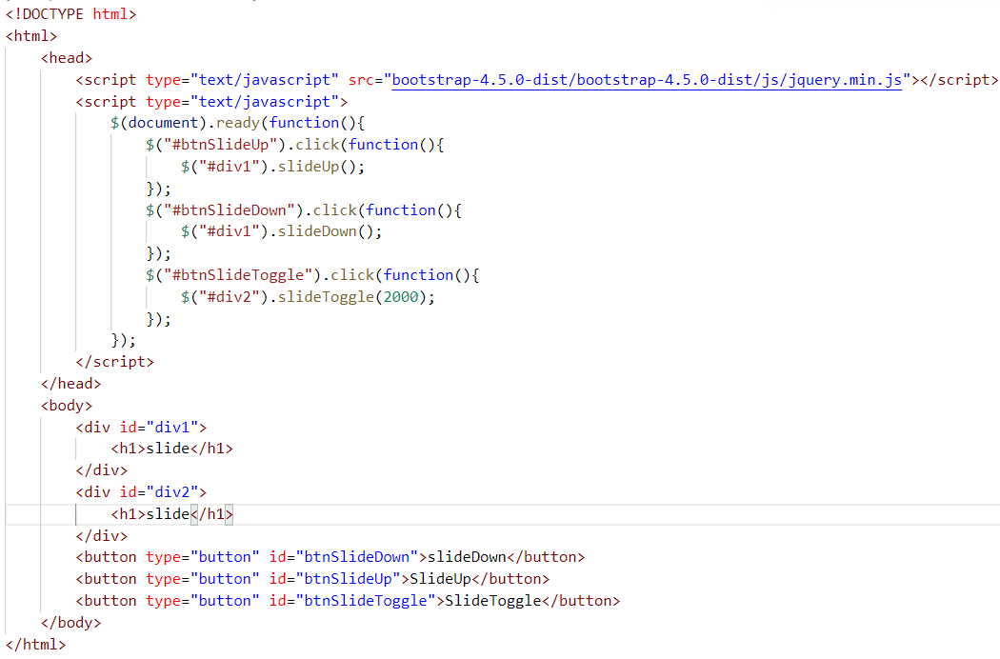 <!DOCTYPE html>
<html>
    <head>
        <script type="text/javascript" src="bootstrap-4.5.0-dist/bootstrap-4.5.0-dist/js/jquery.min.js"></script>
        <script type="text/javascript">
            $(document).ready(function(){
                $("#btnSlideUp").click(function(){
                    $("#div1").slideUp();
                });
                $("#btnSlideDown").click(function(){
                    $("#div1").slideDown();
                });
                $("#btnSlideToggle").click(function(){
                    $("#div2").slideToggle(2000);
                });
            });
        </script>
    </head>
    <body>
        <div id="div1">
            <h1>slide</h1>
        </div>
        <div id="div2">
            <h1>slide</h1>
        </div>
        <button type="button" id="btnSlideDown">slideDown</button>
        <button type="button" id="btnSlideUp">SlideUp</button>
        <button type="button" id="btnSlideToggle">SlideToggle</button>
    </body>
</html>